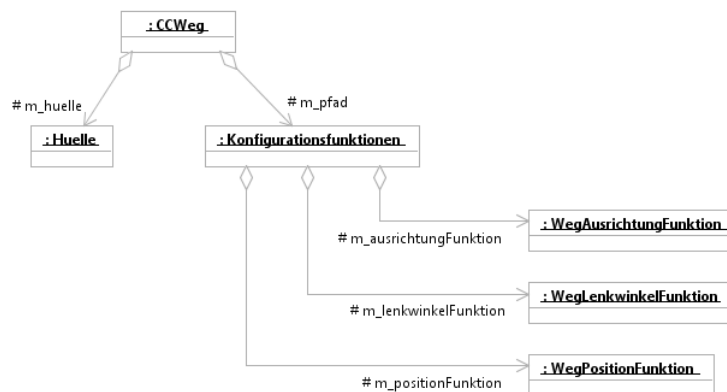 : CCWeg
# m_huelle
# m_pfad
: Huelle
: Konfigurationsfunktionen
: WegAusrichtungFunktion
# m_ausrichtungFunktion
: WegLenkwinkelFunktion
# m_lenkwinkelFunktion
: WegPositionFunktion
# m_positionFunktion